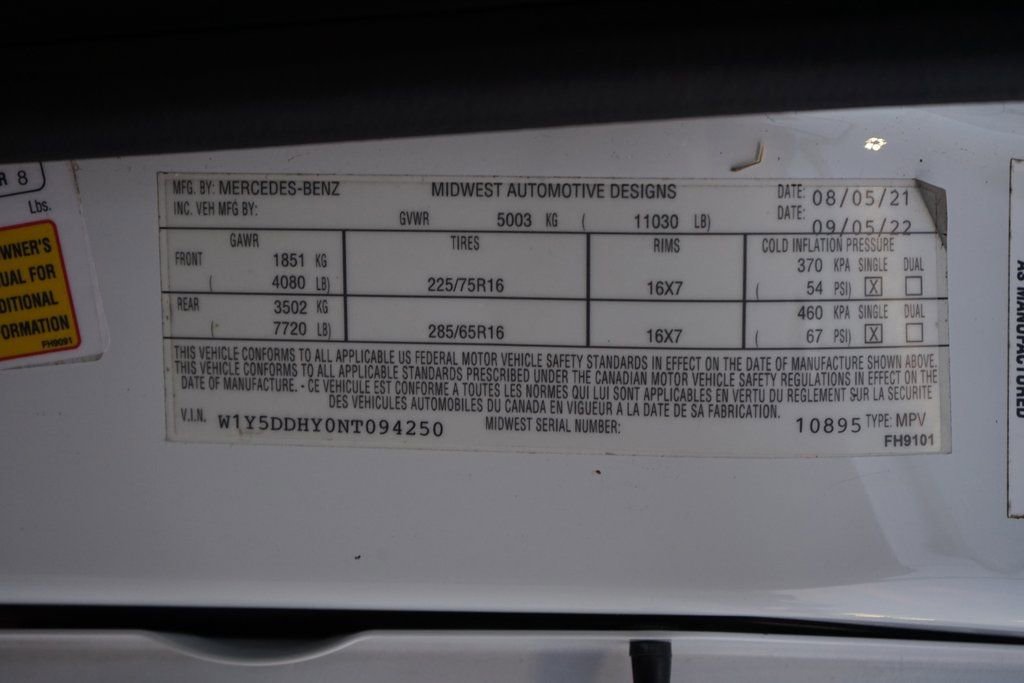 R 8
Lbs.
WNER'S
UAL FOR
DITIONAL
ORMATION
FH9091
MFG. BY: MERCEDES-BENZ MIDWEST AUTOMOTIVE DESIGNS DATE: 08/05/21
INC. VEH MFG BY: DATE: 09/05/22
GVWR 5003 KG ( 11030 LB)
GAWR TIRES RIMS COLD INFLATION PRESSURE
FRONT 1851 KG 370 KPA SINGLE DUAL
( 4080 LB) 225/75R16 16X7 ( 54 PSI) X
REAR 3502 KG 460 KPA SINGLE DUAL
( 7720 LB) 285/65R16 16X7 ( 67 PSI) X
THIS VEHICLE CONFORMS TO ALL APPLICABLE US FEDERAL MOTOR VEHICLE SAFETY STANDARDS IN EFFECT ON THE DATE OF MANUFACTURE SHOWN ABOVE.
THIS VEHICLE CONFORMS TO ALL APPLICABLE STANDARDS PRESCRIBED UNDER THE CANADIAN MOTOR VEHICLE SAFETY REGULATIONS IN EFFECT ON THE
DATE OF MANUFACTURE. - CE VEHICULE EST CONFORME A TOUTES LES NORMES QUI LUI SONT APPLICABLES EN VERTU DU REGLEMENT SUR LA SECURITE
DES VEHICULES AUTOMOBILES DU CANADA EN VIGUEUR A LA DATE DE SA FABRICATION.
V.I.N. W1Y5DDHY0NT094250 MIDWEST SERIAL NUMBER: 10895 TYPE: MPV
FH9101
AS MANUFACTURED